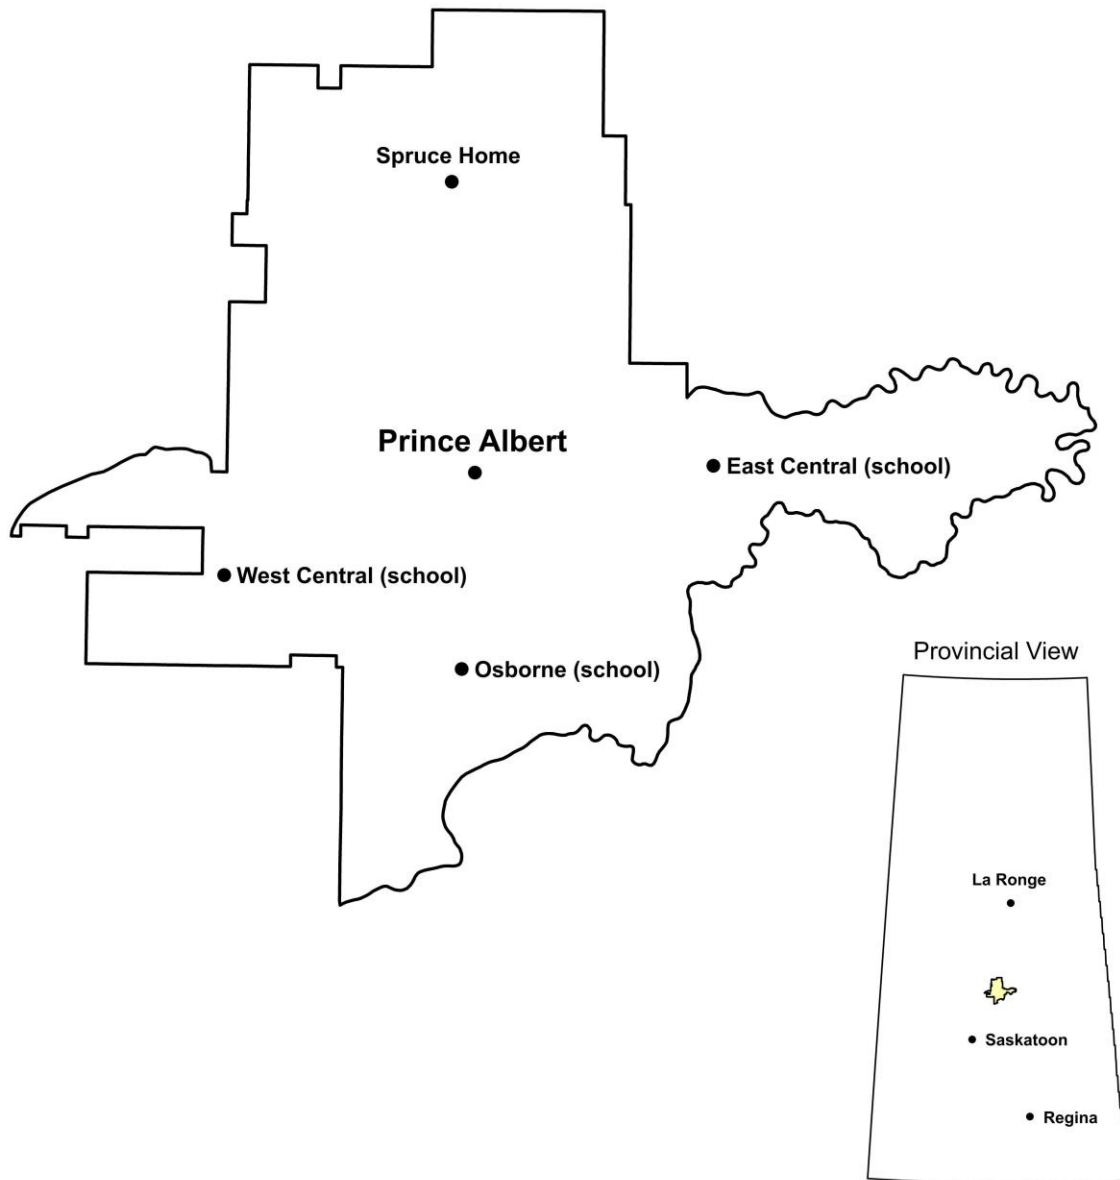 Spruce Home
Prince Albert
East Central (school)
West Central (school)
Osborne (school)
Provincial View
La Ronge
Saskatoon
Regina